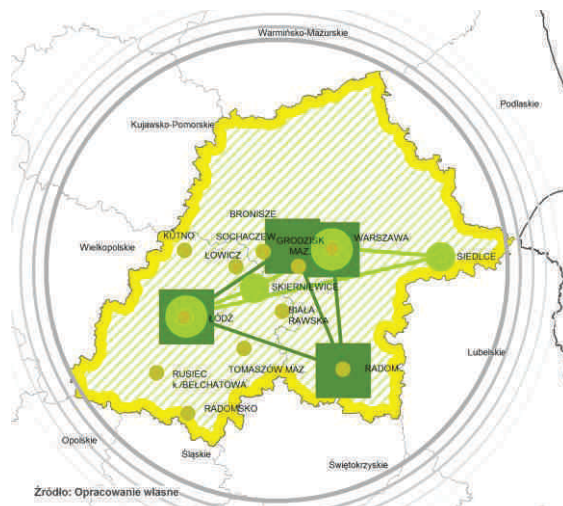 Warmińsko-Mazurskie
Podlaskie
Kujawsko-Pomorskie
BRONISZE
KUTNO
SOCHACZEW
GRODZISK
MAZ.
WARSZAWA
Wielkopolskie
ŁOWICZ
SIEDLCE
SKIERNIEWICE
ŁÓDŹ
BIAŁA
RAWSKA
Lubelskie
RUSIEC
k./BEŁCHATOWA
TOMASZÓW MAZ
RADOM
RADOMSKO
Opolskie
Śląskie
Świętokrzyskie
Źródło: Opracowanie własne